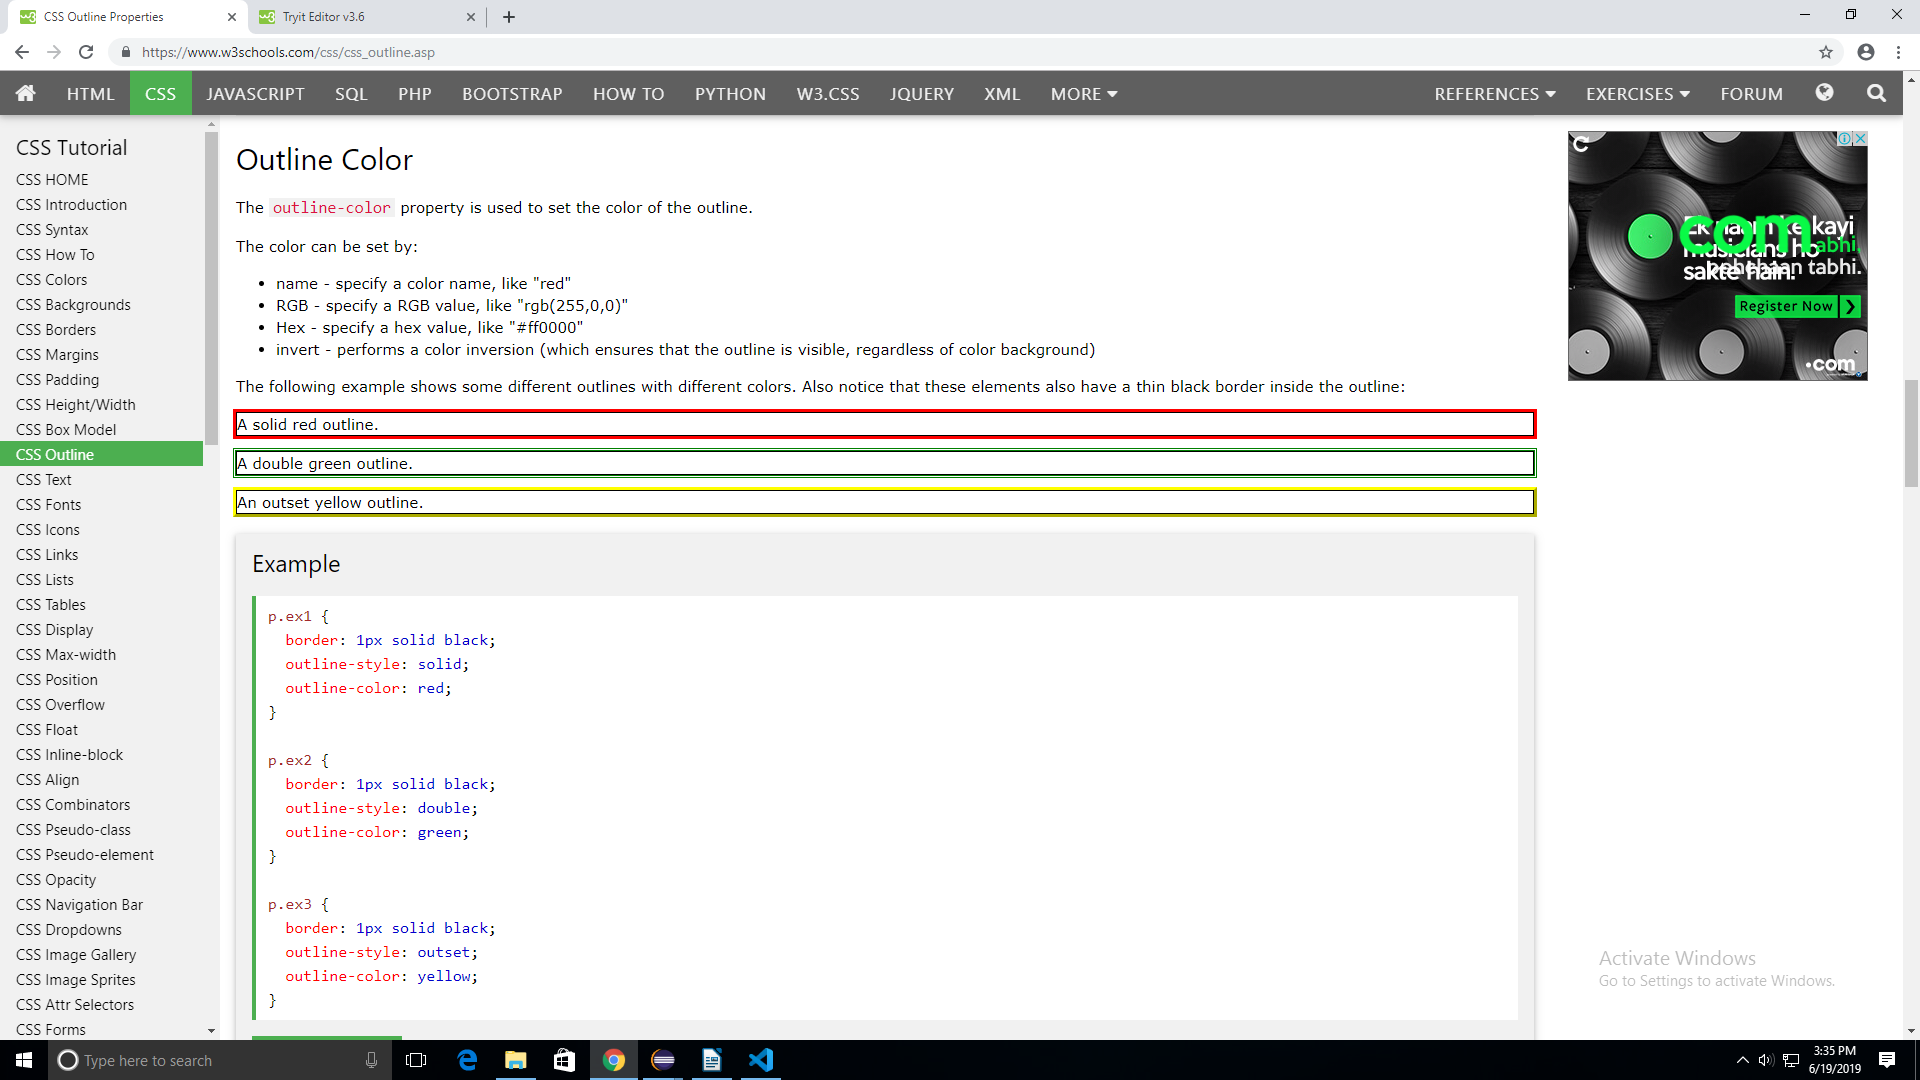 CSS Outline Properties
Tryit Editor v3.6
https://www.w3schools.com/css/css_outline.asp
HTML CSS JAVASCRIPT SQL PHP BOOTSTRAP HOW TO PYTHON W3.CSS JQUERY XML MORE REFERENCES EXERCISES FORUM
CSS Tutorial
CSS HOME
CSS Introduction
CSS Syntax
CSS How To
CSS Colors
CSS Backgrounds
CSS Borders
CSS Margins
CSS Padding
CSS Height/Width
CSS Box Model
CSS Outline
CSS Text
CSS Fonts
CSS Icons
CSS Links
CSS Lists
CSS Tables
CSS Display
CSS Max-width
CSS Position
CSS Overflow
CSS Float
CSS Inline-block
CSS Align
CSS Combinators
CSS Pseudo-class
CSS Pseudo-element
CSS Opacity
CSS Navigation Bar
CSS Dropdowns
CSS Image Gallery
CSS Image Sprites
CSS Attr Selectors
CSS Forms
Outline Color
The outline-color property is used to set the color of the outline.
The color can be set by:
• name - specify a color name, like "red"
• RGB - specify a RGB value, like "rgb(255,0,0)"
• Hex - specify a hex value, like "#ff0000"
• invert - performs a color inversion (which ensures that the outline is visible, regardless of color background)
The following example shows some different outlines with different colors. Also notice that these elements also have a thin black border inside the outline:
A solid red outline.
A double green outline.
An outset yellow outline.
Example
p.ex1 {
border: 1px solid black;
outline-style: solid;
outline-color: red;
}
p.ex2 {
border: 1px solid black;
outline-style: double;
outline-color: green;
}
p.ex3 {
border: 1px solid black;
outline-style: outset;
outline-color: yellow;
}
com
Ek naam ke kayi
abhi.
musicians ho
sakte hain.
tabhi.
Register Now
.com
Activate Windows
Go to Settings to activate Windows.
Type here to search
3:35 PM
6/19/2019